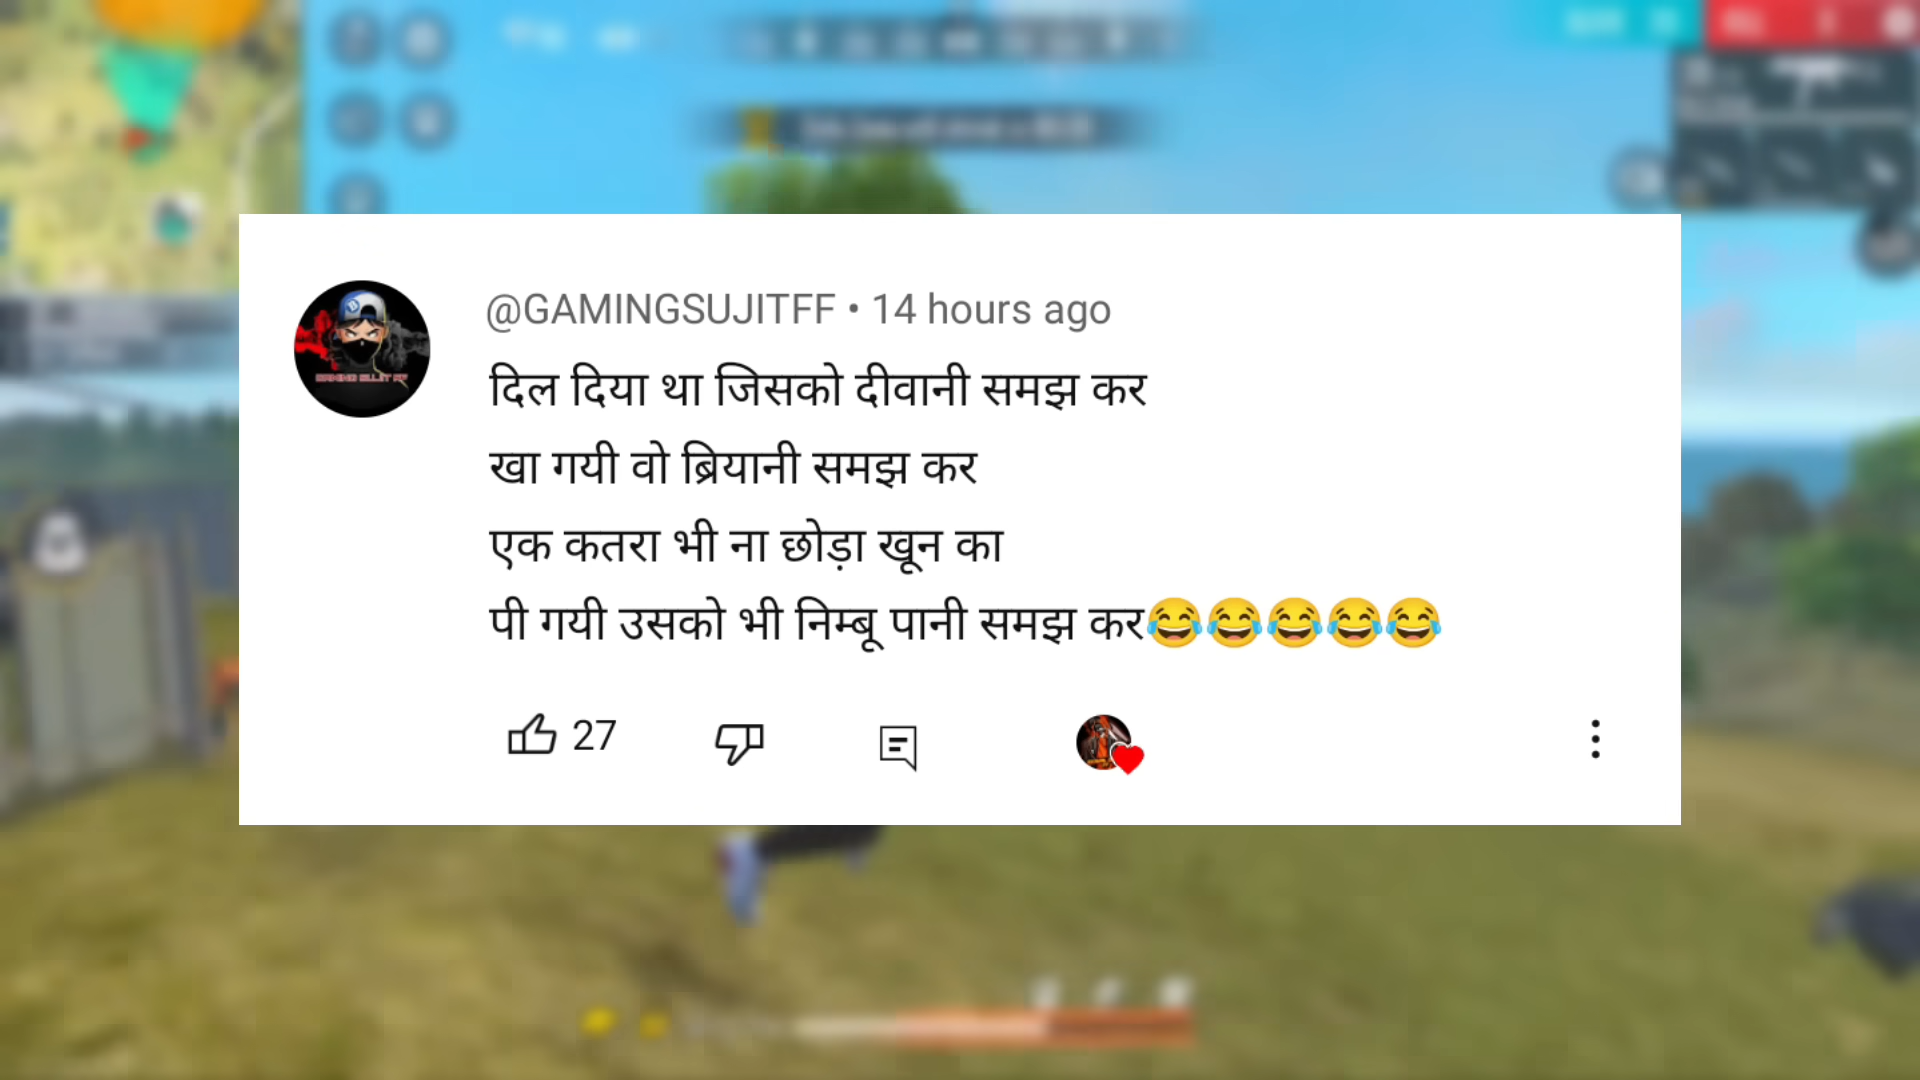 @GAMINGSUJITFF • 14 hours ago
दिल दिया था जिसको दीवानी समझ कर
खा गयी वो ब्रियानी समझ कर
एक कतरा भी ना छोड़ा खून का
पी गयी उसको भी निम्बू पानी समझ कर😂😂😂😂😂
27